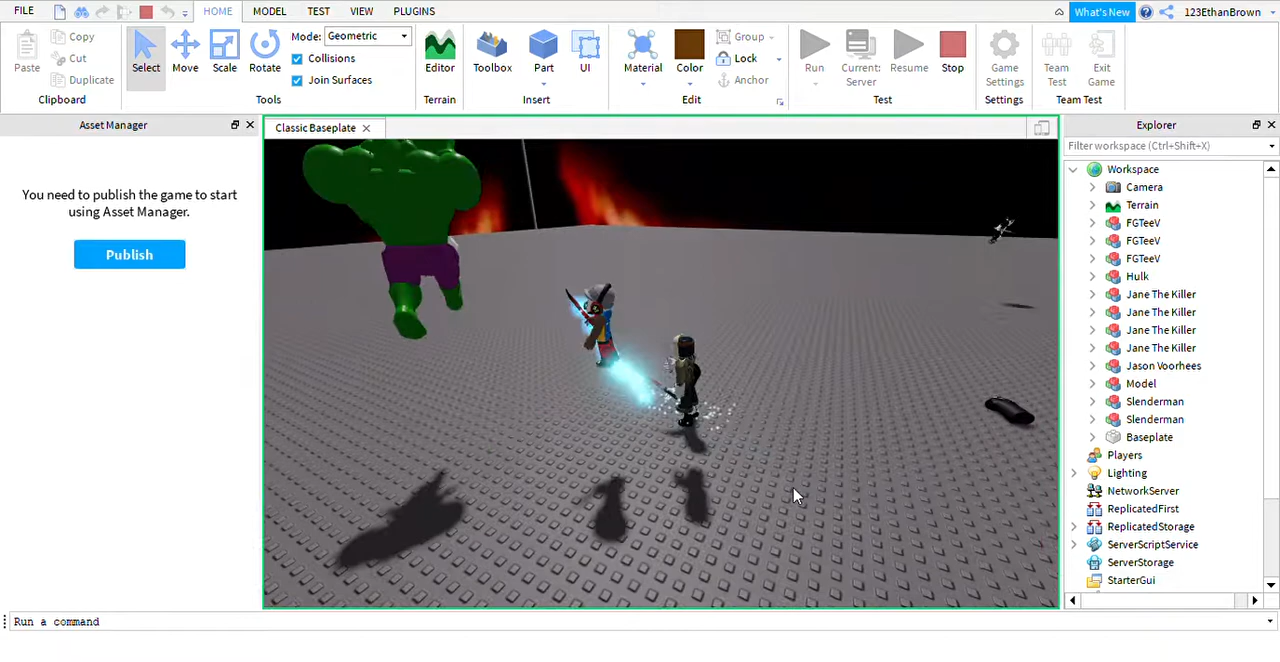 FILE HOME MODEL TEST VIEW PLUGINS What's New 123EthanBrown
Paste Copy Cut Duplicate Clipboard
Select Move Scale Rotate Mode: Geometric Collisions Join Surfaces Tools
Editor Terrain
Toolbox Part UI Insert
Material Color Group Lock Anchor Edit
Run Current: Server Resume Stop Test
Game Settings Settings
Team Test Exit Game Team Test
Asset Manager
You need to publish the game to start
using Asset Manager.
Publish
Classic Baseplate
Explorer
Filter workspace (Ctrl+Shift+X)
Workspace
Camera
Terrain
FGTeeV
FGTeeV
FGTeeV
Hulk
Jane The Killer
Jane The Killer
Jane The Killer
Jane The Killer
Jason Voorhees
Model
Slenderman
Slenderman
Baseplate
Players
Lighting
NetworkServer
ReplicatedFirst
ReplicatedStorage
ServerScriptService
ServerStorage
StarterGui
Run a command